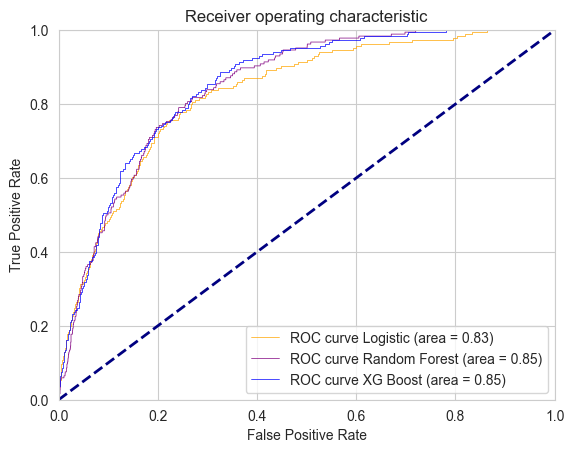 Receiver operating characteristic
True Positive Rate
1.0
0.8
0.6
0.4
0.2
0.0
ROC curve Logistic (area = 0.83)
ROC curve Random Forest (area = 0.85)
ROC curve XG Boost (area = 0.85)
0.0 0.2 0.4 0.6 0.8 1.0
False Positive Rate